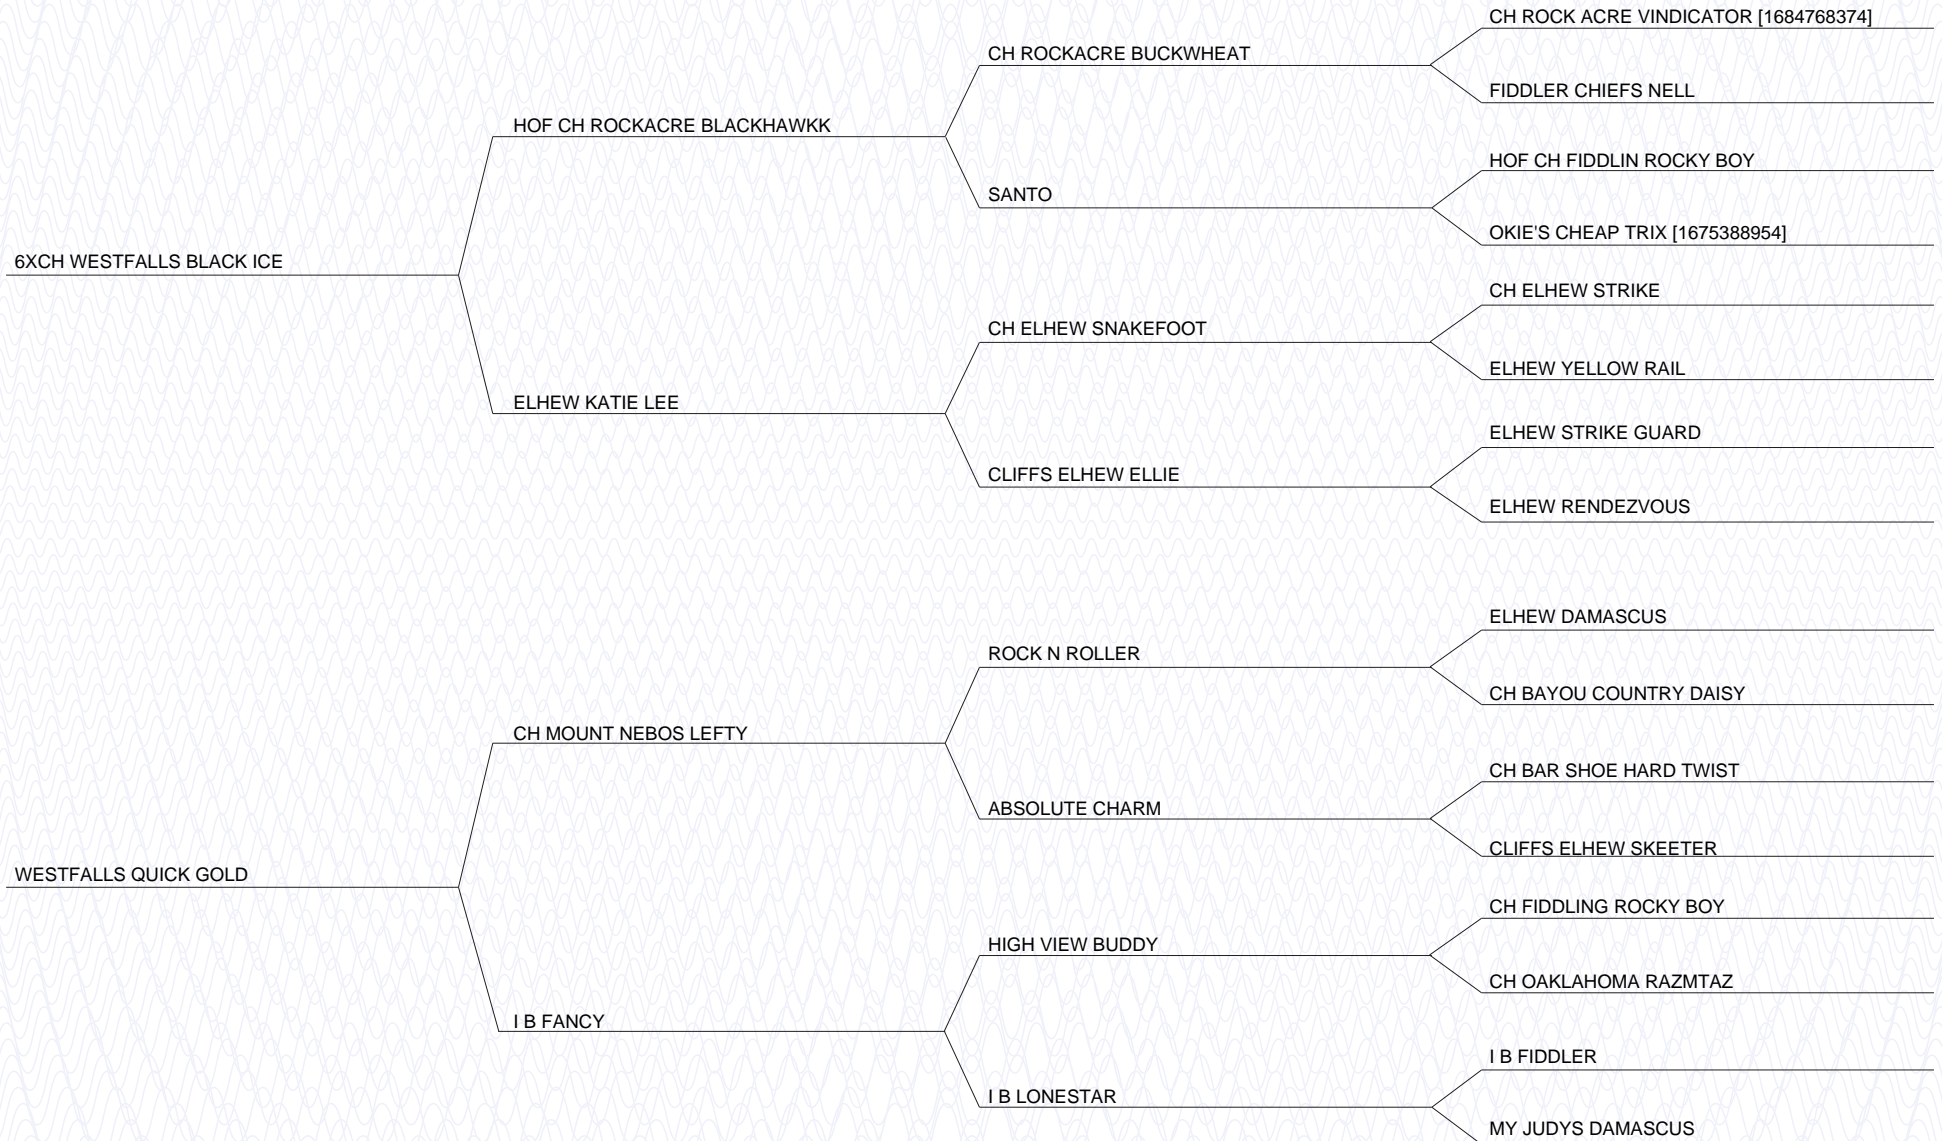 CH ROCK ACRE VINDICATOR [1684768374]
CH ROCKACRE BUCKWHEAT
FIDDLER CHIEFS NELL
HOF CH ROCKACRE BLACKHAWKK
HOF CH FIDDLIN ROCKY BOY
SANTO
OKIE'S CHEAP TRIX [1675388954]
6XCH WESTFALLS BLACK ICE
CH ELHEW STRIKE
CH ELHEW SNAKEFOOT
ELHEW YELLOW RAIL
ELHEW KATIE LEE
ELHEW STRIKE GUARD
CLIFFS ELHEW ELLIE
ELHEW RENDEZVOUS
ELHEW DAMASCUS
ROCK N ROLLER
CH BAYOU COUNTRY DAISY
CH MOUNT NEBOS LEFTY
CH BAR SHOE HARD TWIST
ABSOLUTE CHARM
CLIFFS ELHEW SKEETER
WESTFALLS QUICK GOLD
CH FIDDLING ROCKY BOY
HIGH VIEW BUDDY
CH OAKLAHOMA RAZMTAZ
I B FANCY
I B FIDDLER
I B LONESTAR
MY JUDYS DAMASCUS